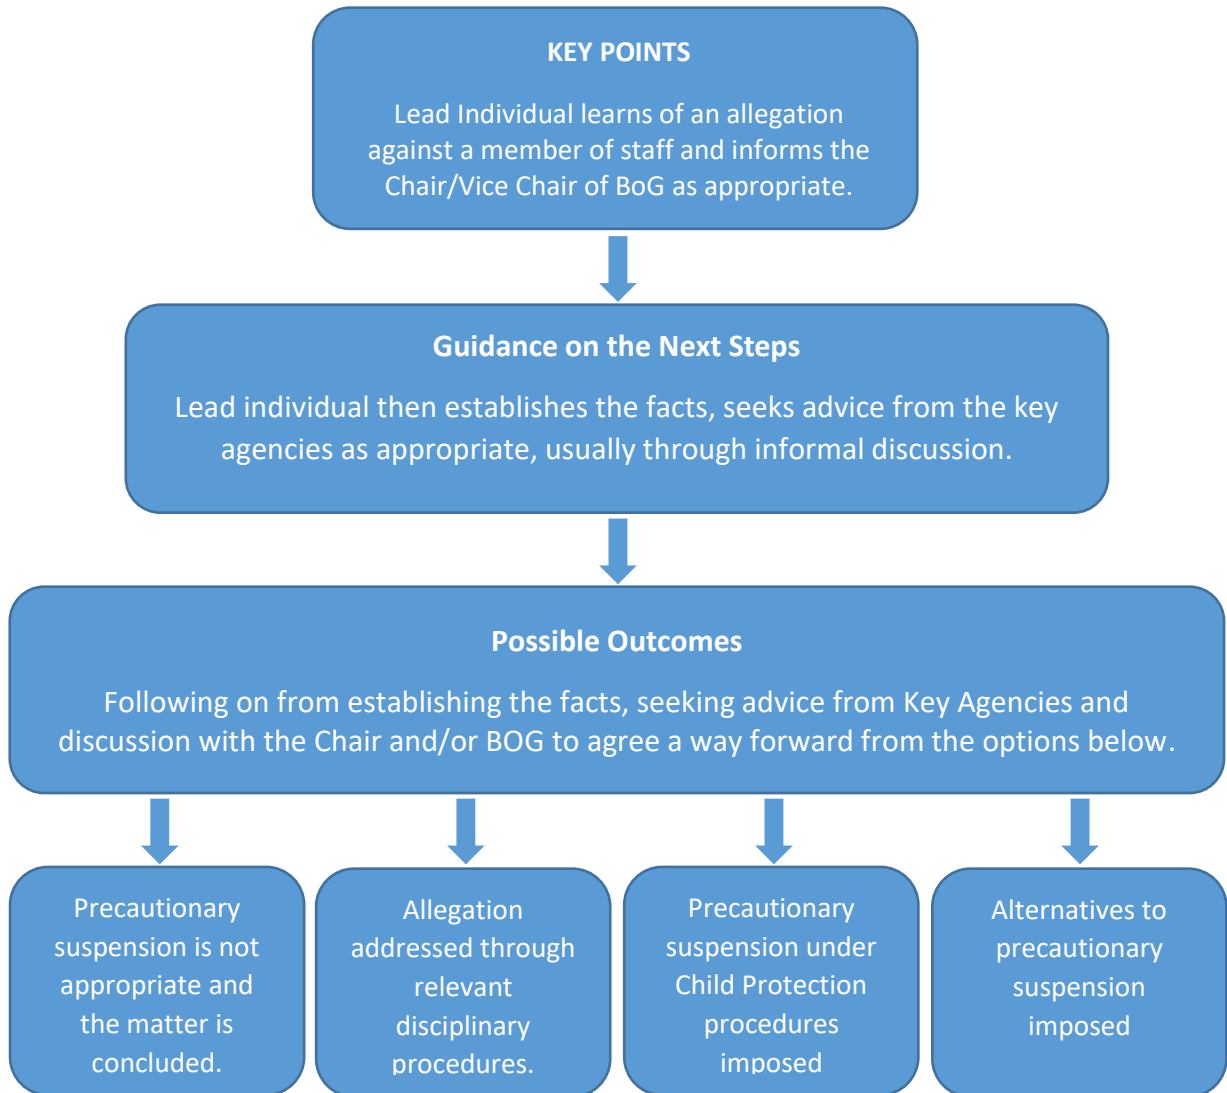 KEY POINTS
Lead Individual learns of an allegation
against a member of staff and informs the
Chair/Vice Chair of BoG as appropriate.
Guidance on the Next Steps
Lead individual then establishes the facts, seeks advice from the key
agencies as appropriate, usually through informal discussion.
Possible Outcomes
Following on from establishing the facts, seeking advice from Key Agencies and
discussion with the Chair and/or BOG to agree a way forward from the options below.
Precautionary
suspension is not
appropriate and
the matter is
concluded.
Allegation
addressed through
relevant
disciplinary
procedures.
Precautionary
suspension under
Child Protection
procedures
imposed
Alternatives to
precautionary
suspension
imposed